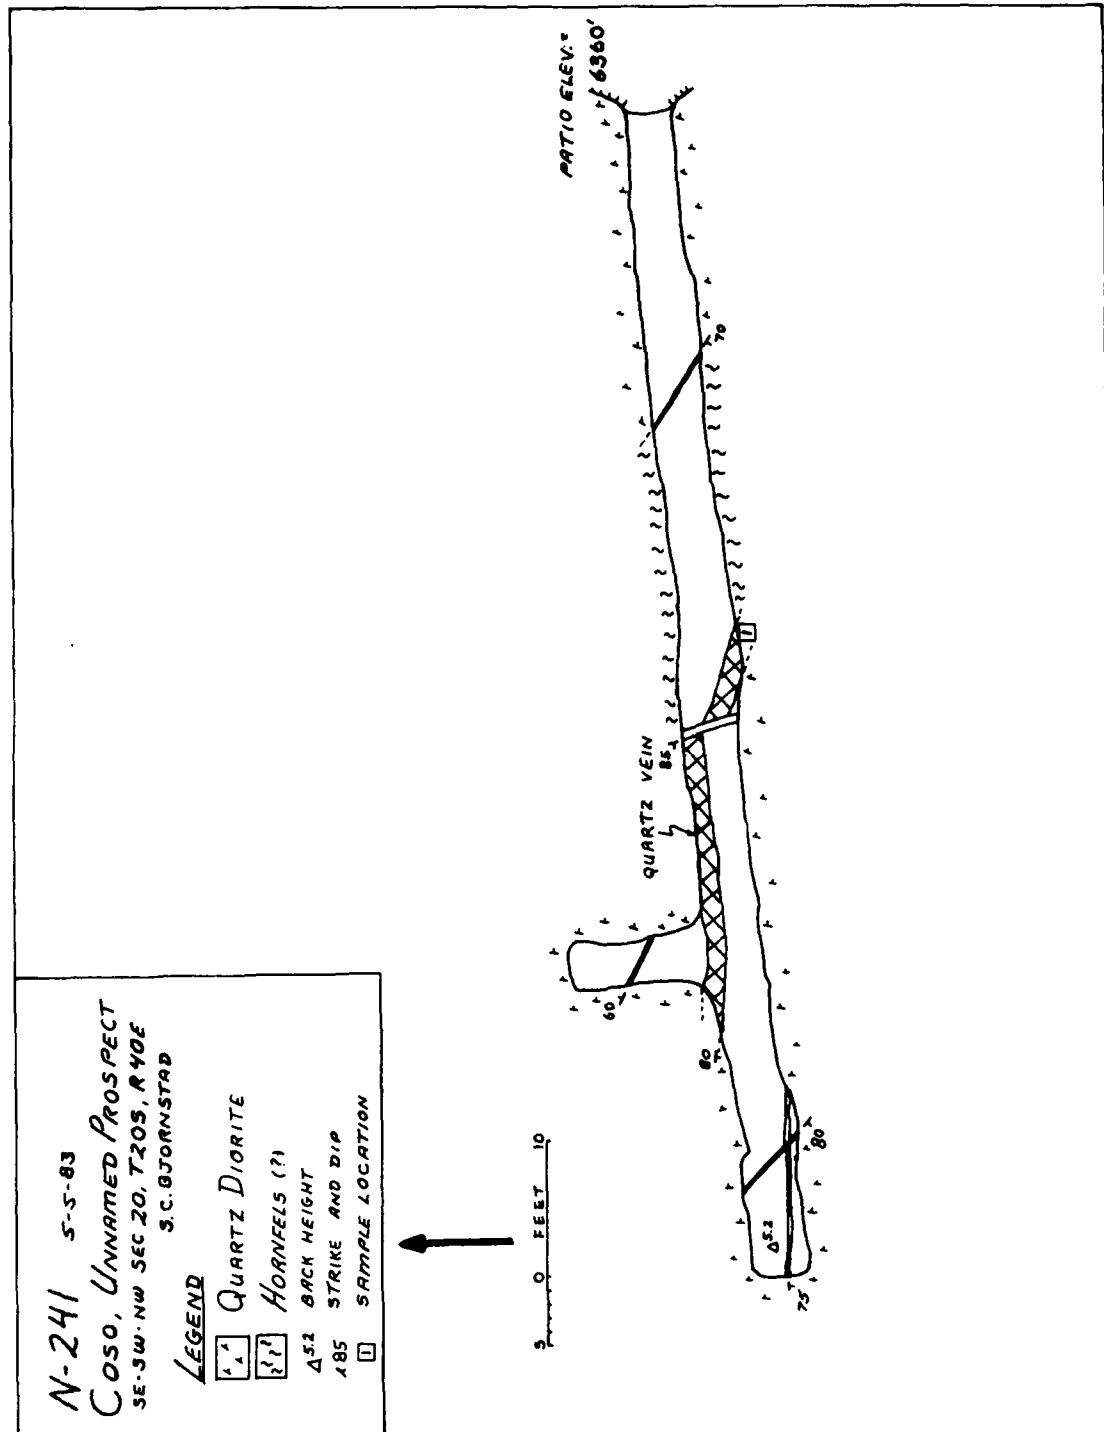 N-241 5-5-83
COSO, UNNAMED PROSPECT
SE-SW-NW SEC 20, T20S, R40E
S.C. BJORNSTAD
LEGEND
QUARTZ DIORITE
HORNFELS (?)
5.2 BACK HEIGHT
85 STRIKE AND DIP
1 SAMPLE LOCATION
5 0 FEET 10
PATIO ELEV.=
6360'
70
1
QUARTZ VEIN
85
60
80
80
5.2
75